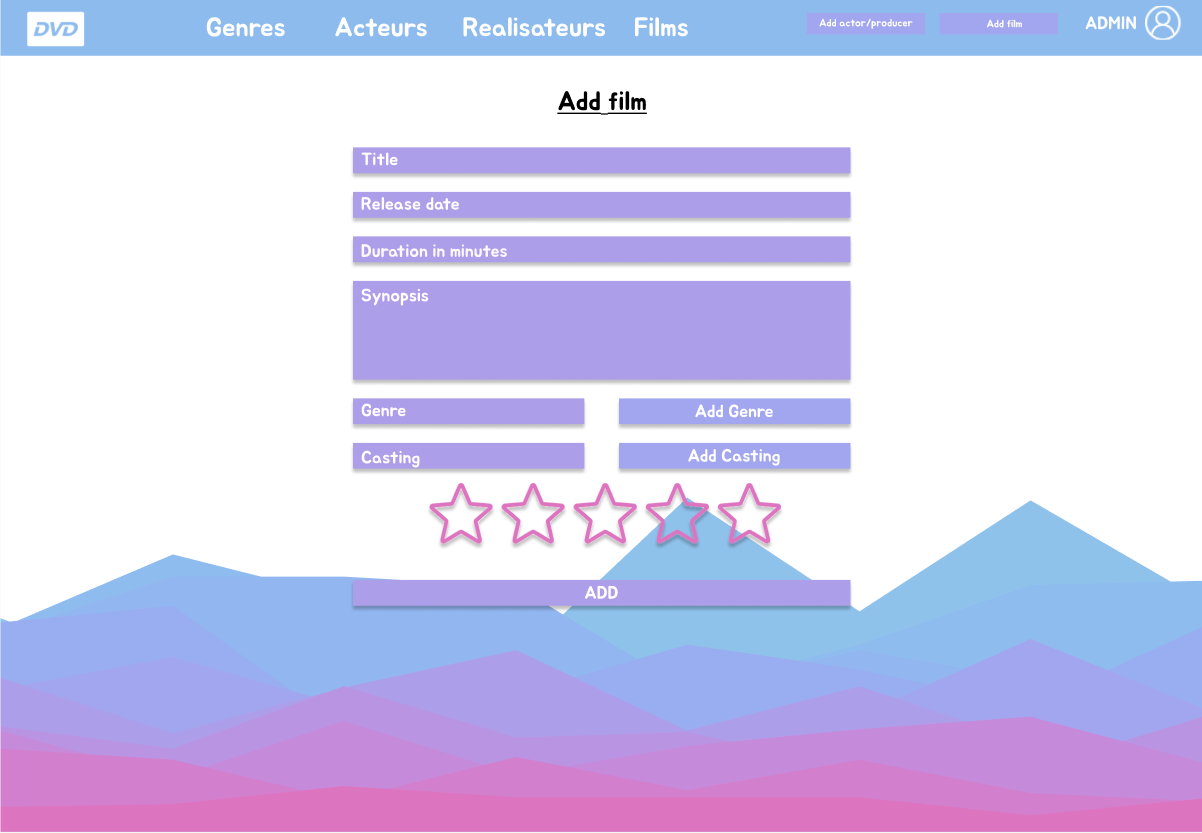 DVD
Genres Acteurs Realisateurs Films Add actor/producer Add film ADMIN
Add film
Title
Release date
Duration in minutes
Synopsis
Genre Add Genre
Casting Add Casting
ADD